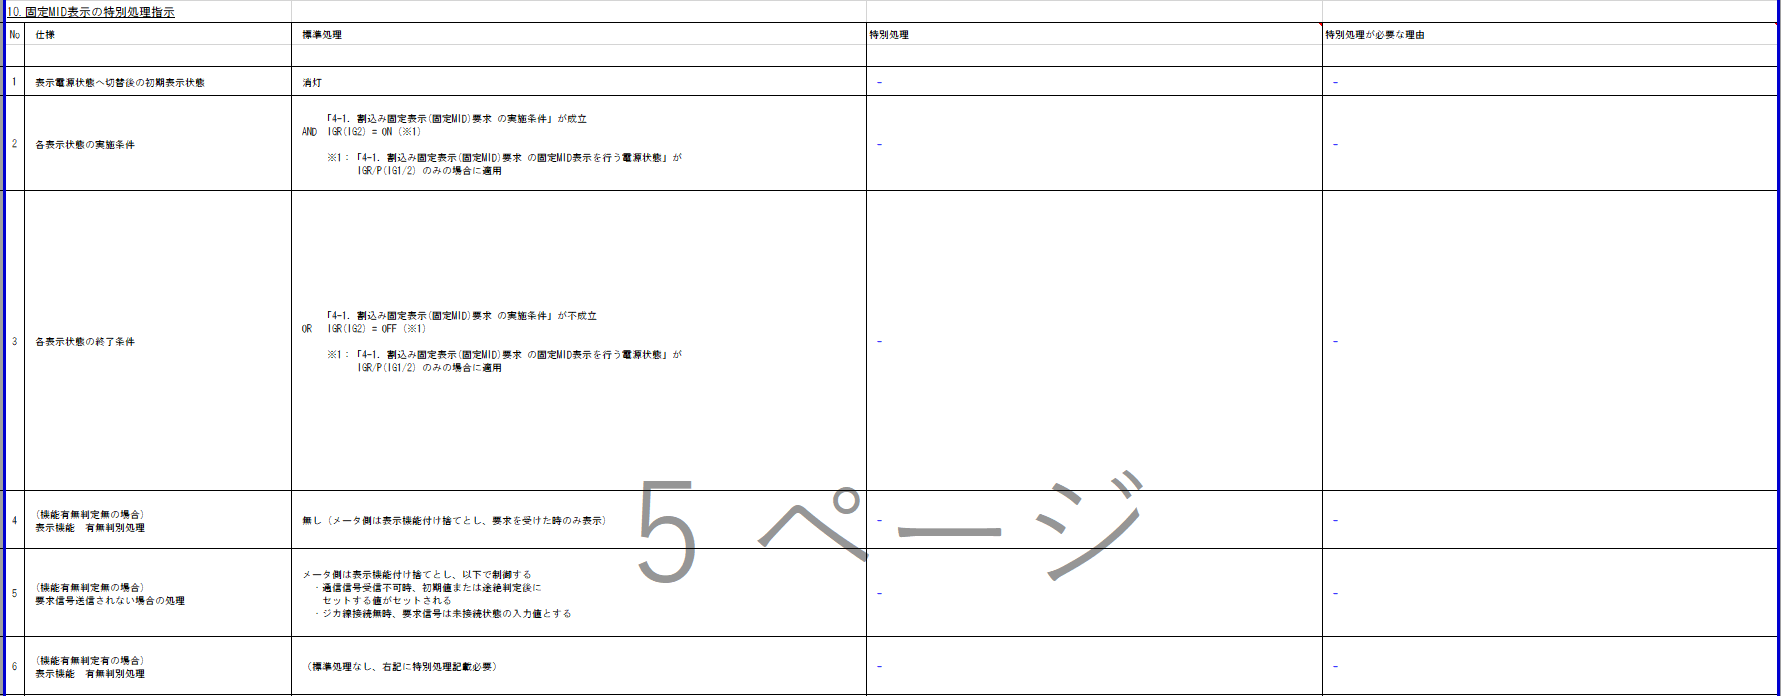 10. 固定MID表示の特別処理指示
No 仕様 標準処理 特別処理 特別処理が必要な理由
1 表示電源状態へ切替後の初期表示状態 消灯 - -
2 各表示状態の実施条件
「4-1. 割込み固定表示(固定MID)要求 の実施条件」が成立
AND IGR(IG2) = ON (※1)
※1：「4-1. 割込み固定表示(固定MID)要求 の固定MID表示を行う電源状態」が
IGR/P(IG1/2) のみの場合に適用
- -
3 各表示状態の終了条件
「4-1. 割込み固定表示(固定MID)要求 の実施条件」が不成立
OR IGR(IG2) = OFF (※1)
※1：「4-1. 割込み固定表示(固定MID)要求 の固定MID表示を行う電源状態」が
IGR/P(IG1/2) のみの場合に適用
- -
4 (機能有無判定無の場合)
表示機能　有無判別処理
無し（メータ側は表示機能付け捨てとし、要求を受けた時のみ表示）
- -
5 (機能有無判定無の場合)
要求信号送信されない場合の処理
メータ側は表示機能付け捨てとし、以下で制御する
・通信信号受信不可時、初期値または途絶判定後に
セットする値がセットされる
・ジカ線接続無時、要求信号は未接続状態の入力値とする
- -
6 (機能有無判定有の場合)
表示機能　有無判別処理
（標準処理なし、右記に特別処理記載必要）
- -
5 ページ